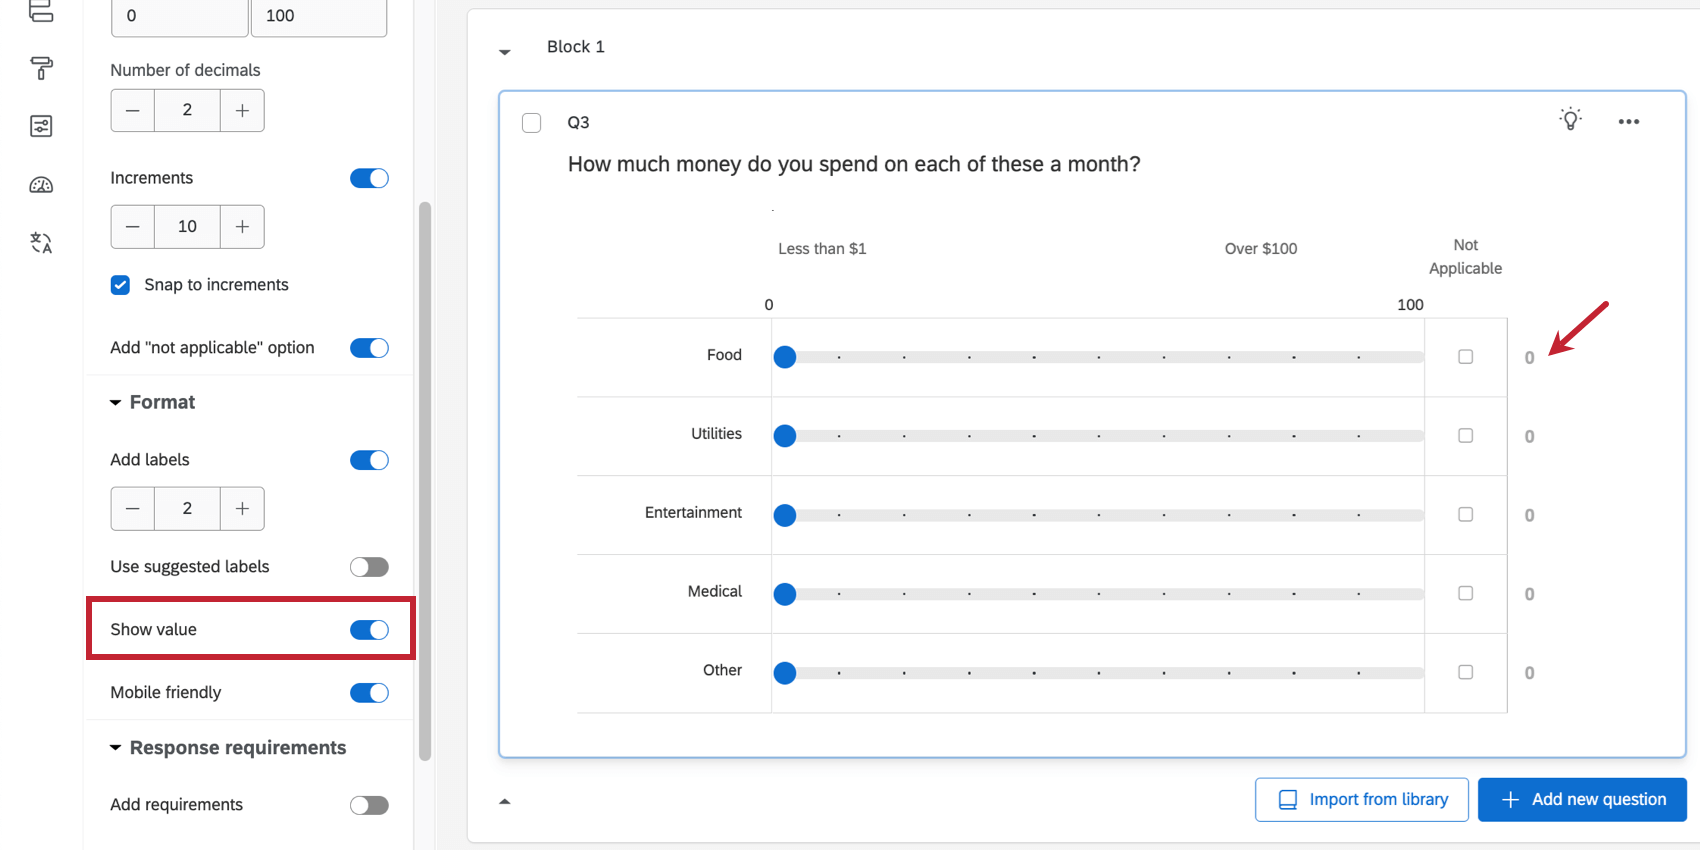 0
100
Number of decimals
2
Increments
10
Snap to increments
Add "not applicable" option
Format
Add labels
2
Use suggested labels
Show value
Mobile friendly
Response requirements
Add requirements
Block 1
Q3
How much money do you spend on each of these a month?
Less than $1
Over $100
Not
Applicable
0
100
Food
0
Utilities
0
Entertainment
0
Medical
0
Other
0
Import from library
Add new question